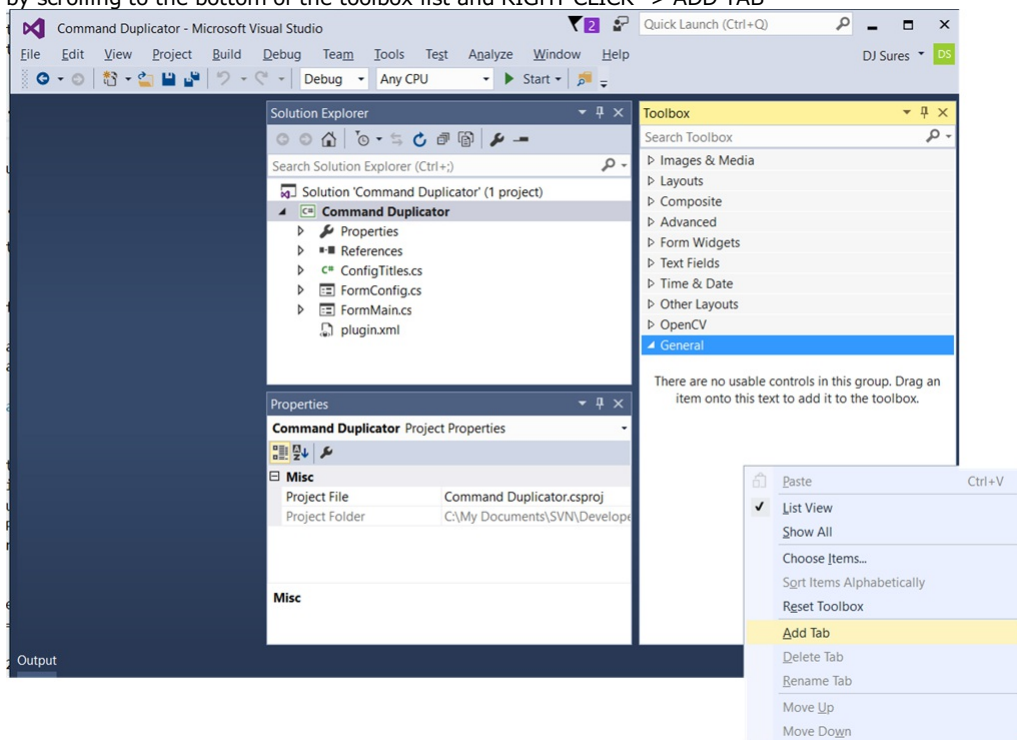 by scrolling to the bottom of the toolbox list and RIGHT CLICK -> ADD TAB
Command Duplicator - Microsoft Visual Studio
2
Quick Launch (Ctrl+Q)
File Edit View Project Build Debug Team Tools Test Analyze Window Help
DJ Sures DS
Debug Any CPU Start
Solution Explorer
Search Solution Explorer (Ctrl+;)
Solution 'Command Duplicator' (1 project)
C# Command Duplicator
Properties
References
C# ConfigTitles.cs
FormConfig.cs
FormMain.cs
plugin.xml
Properties
Command Duplicator Project Properties
Misc
Project File Command Duplicator.csproj
Project Folder C:\My Documents\SVN\Develope
Misc
Toolbox
Search Toolbox
Images & Media
Layouts
Composite
Advanced
Form Widgets
Text Fields
Time & Date
Other Layouts
OpenCV
General
There are no usable controls in this group. Drag an
item onto this text to add it to the toolbox.
Paste Ctrl+V
List View
Show All
Choose Items...
Sort Items Alphabetically
Reset Toolbox
Add Tab
Delete Tab
Rename Tab
Move Up
Move Down
Output